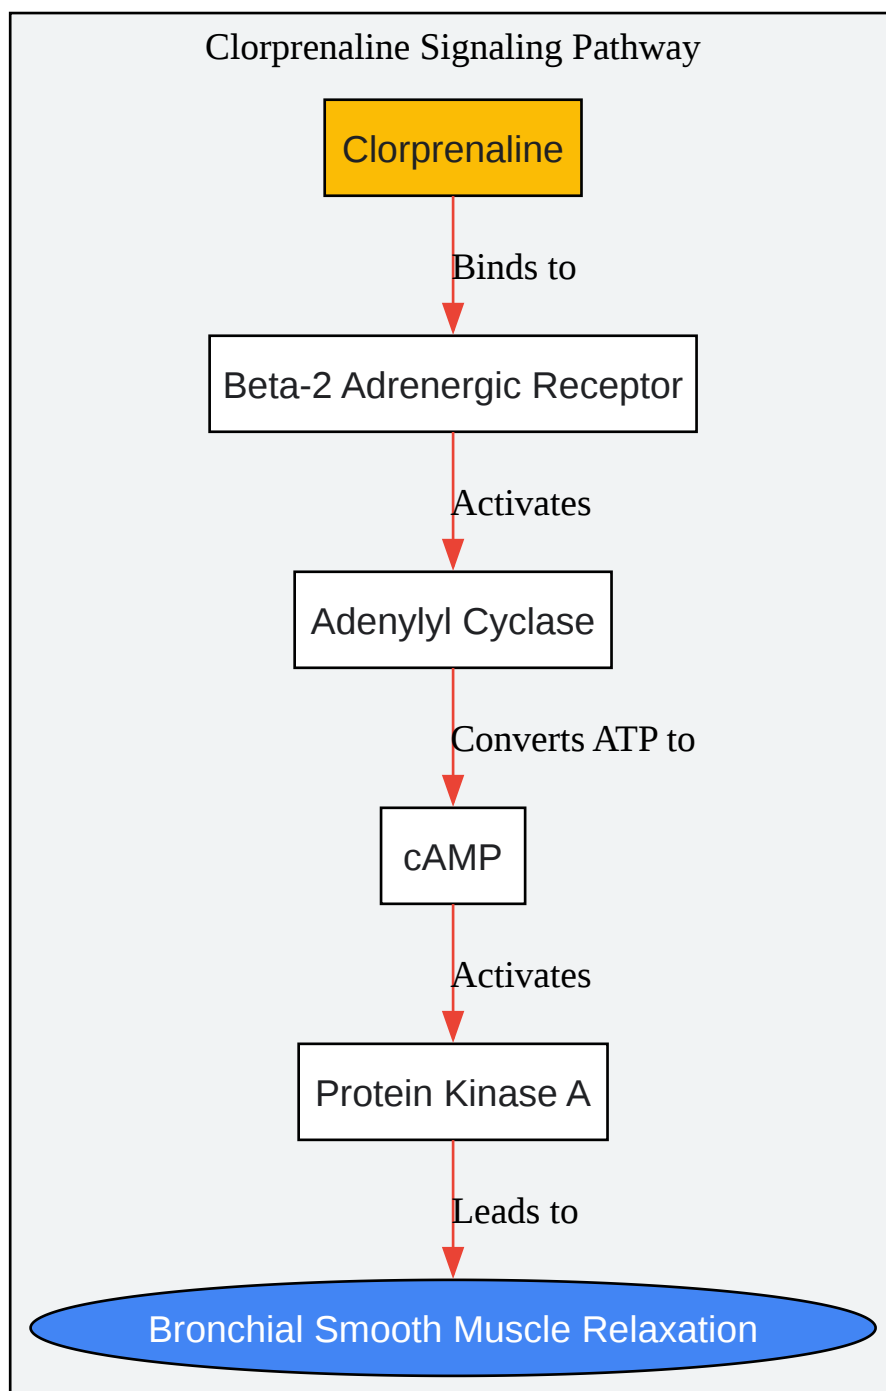 Clorprenaline Signaling Pathway
Clorprenaline
Binds to
Beta-2 Adrenergic Receptor
Activates
Adenylyl Cyclase
Converts ATP to
cAMP
Activates
Protein Kinase A
Leads to
Bronchial Smooth Muscle Relaxation